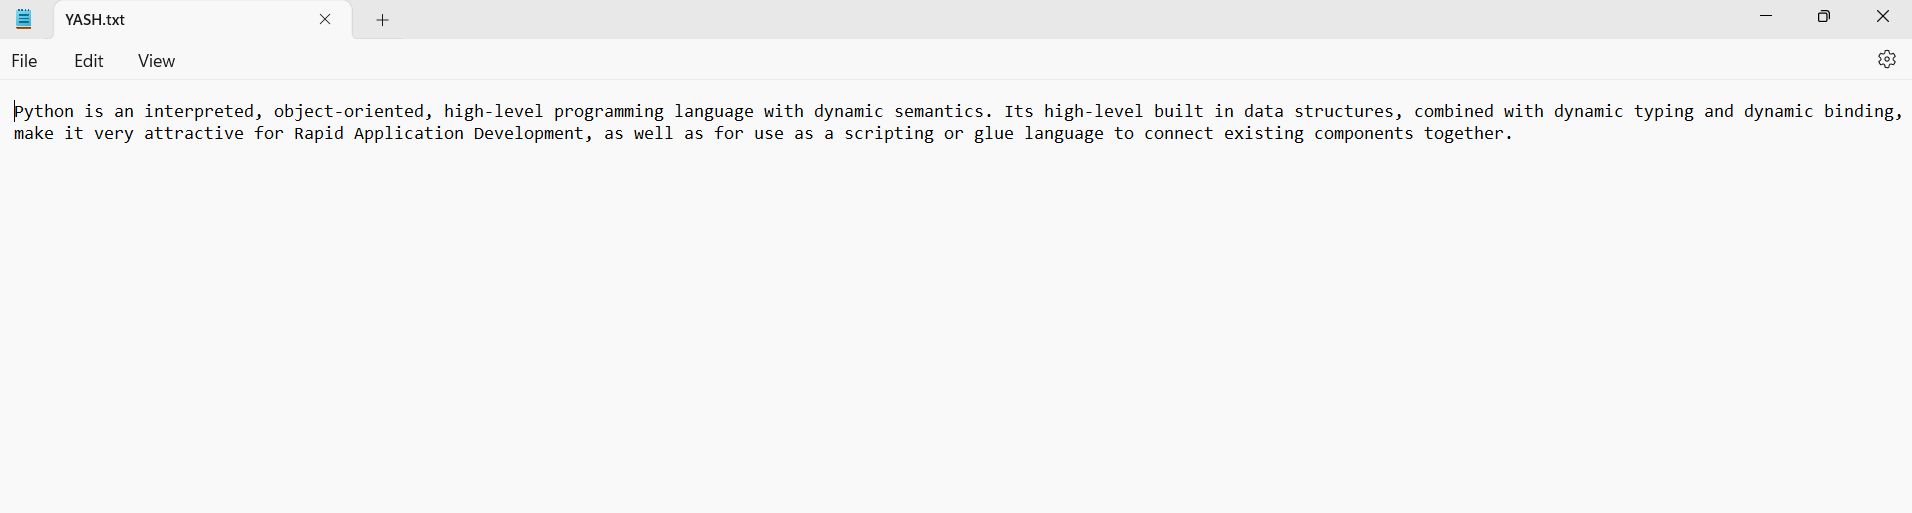 YASH.txt
File Edit View
Python is an interpreted, object-oriented, high-level programming language with dynamic semantics. Its high-level built in data structures, combined with dynamic typing and dynamic binding,
make it very attractive for Rapid Application Development, as well as for use as a scripting or glue language to connect existing components together.